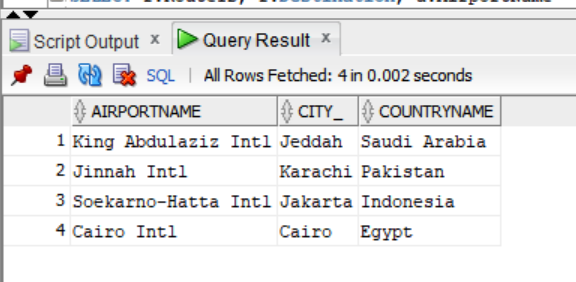 Script Output × Query Result ×
SQL | All Rows Fetched: 4 in 0.002 seconds
AIRPORTNAME CITY_ COUNTRYNAME
1 King Abdulaziz Intl Jeddah Saudi Arabia
2 Jinnah Intl Karachi Pakistan
3 Soekarno-Hatta Intl Jakarta Indonesia
4 Cairo Intl Cairo Egypt